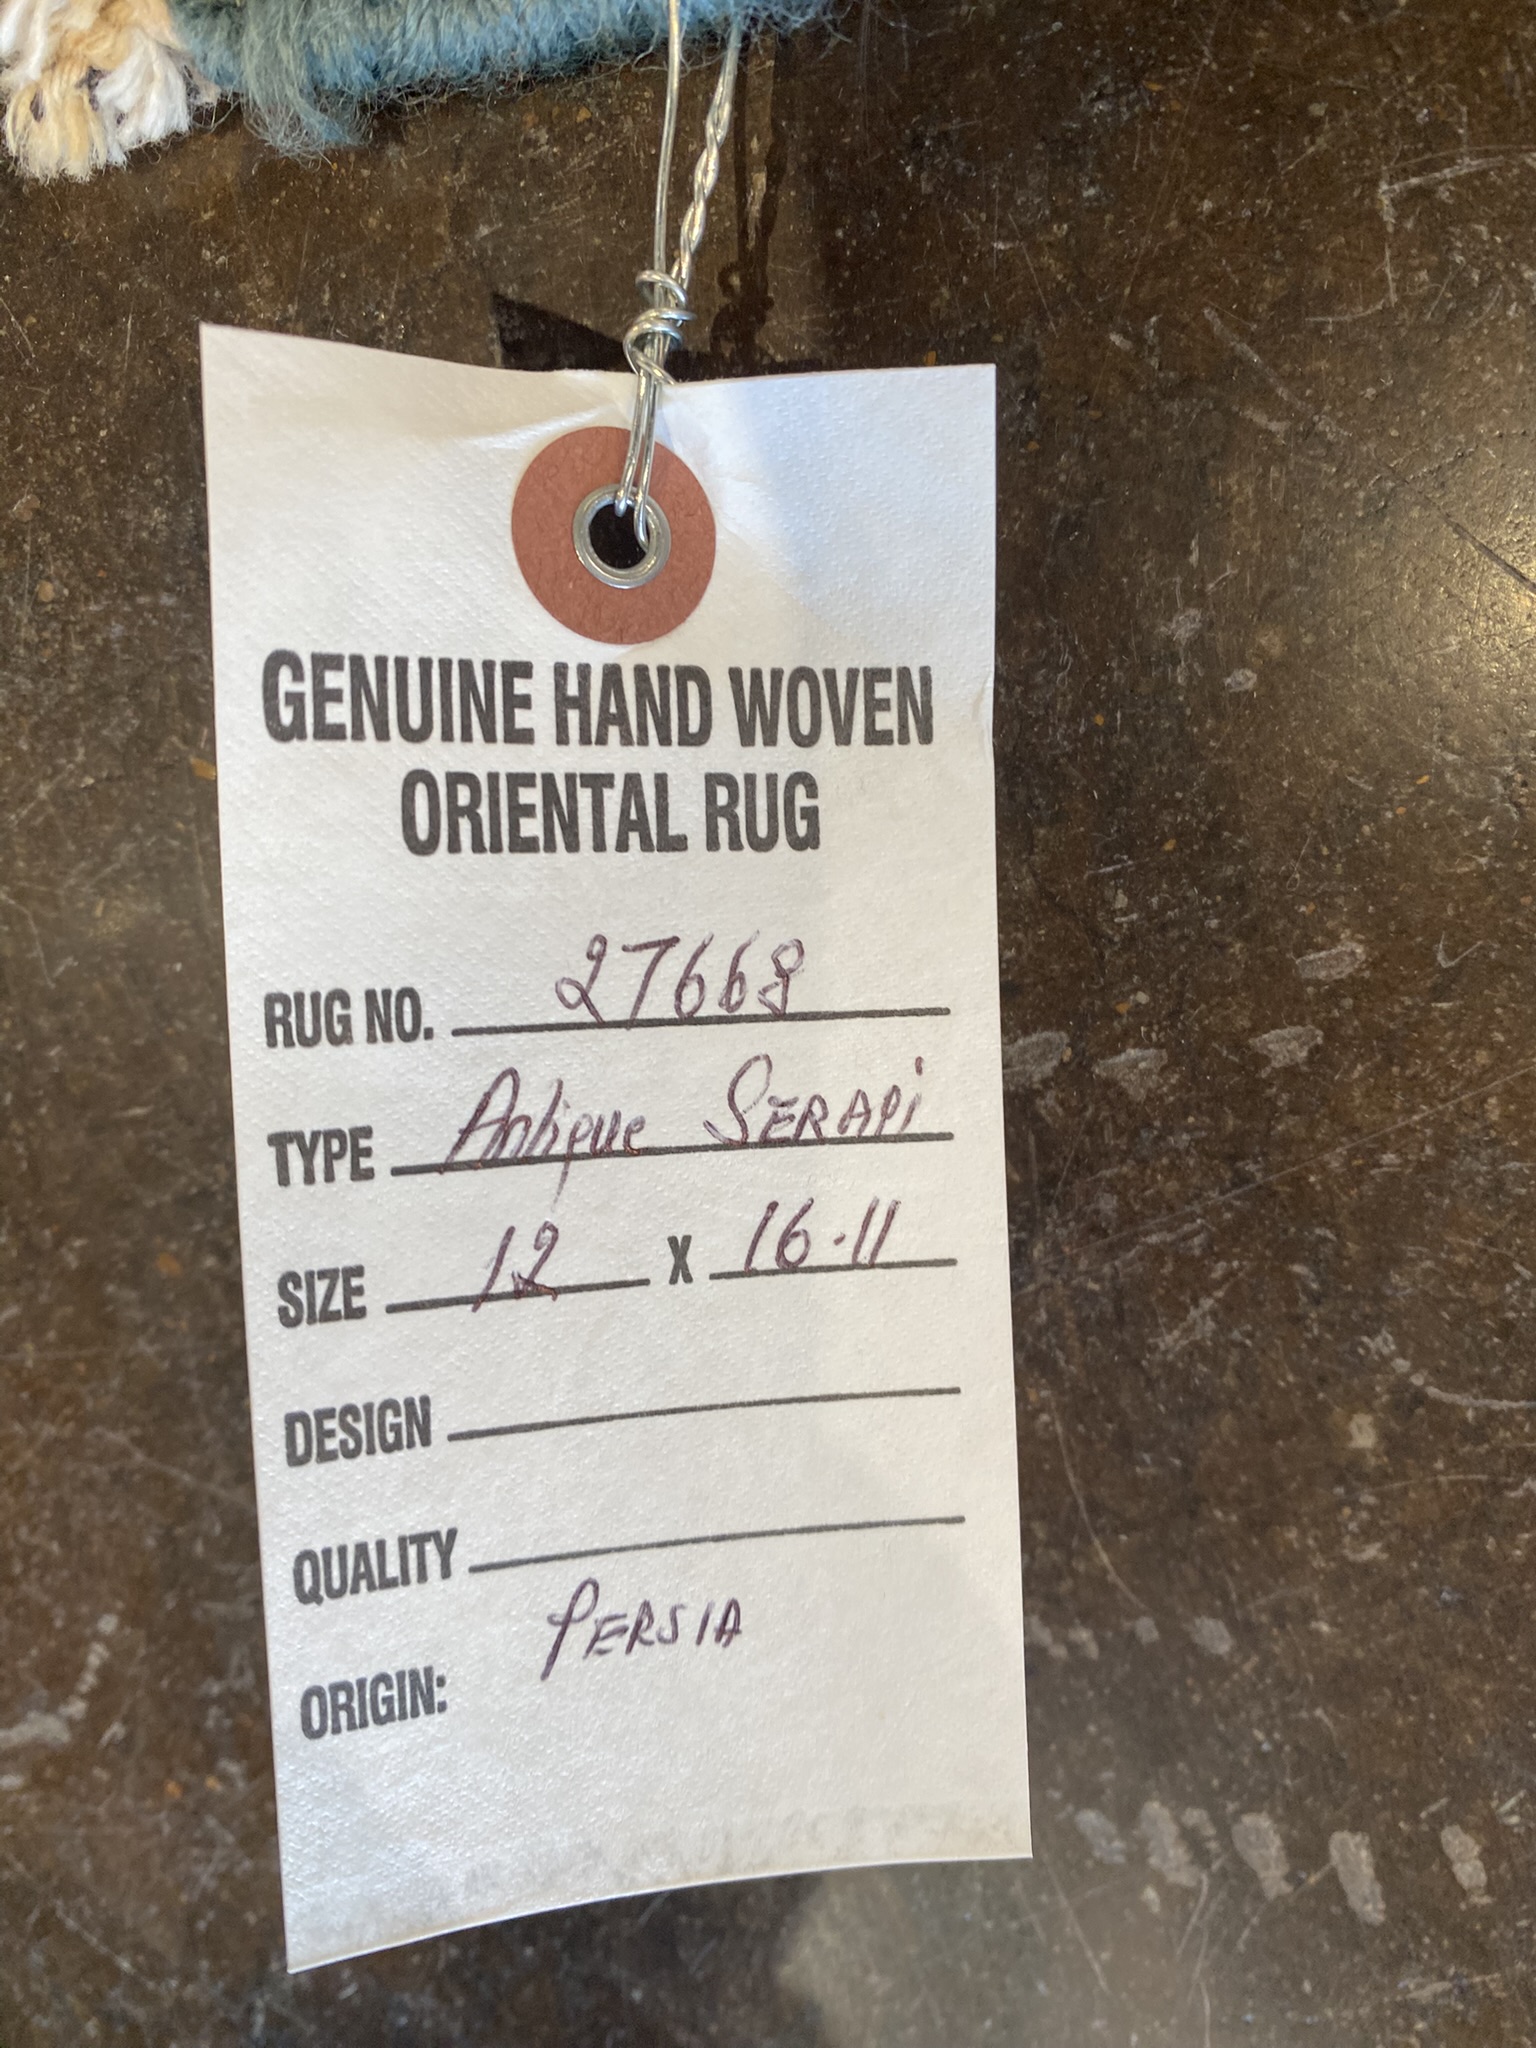 GENUINE HAND WOVEN
ORIENTAL RUG
RUG NO. 27668
TYPE Antique SERAPI
SIZE 12 X 16-11
DESIGN
QUALITY
ORIGIN: PERSIA